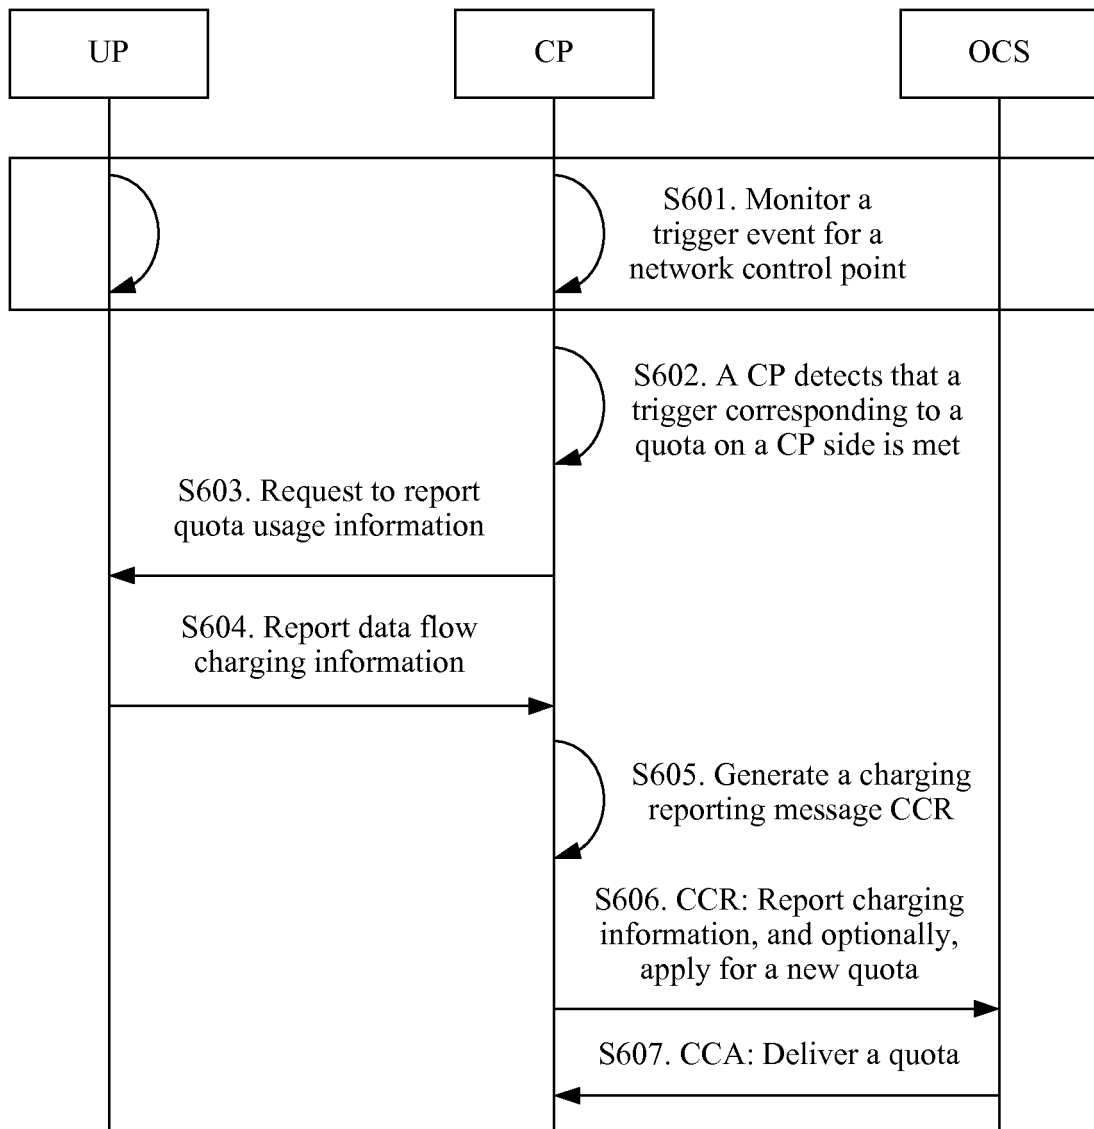 UP
CP
OCS
S601. Monitor a
trigger event for a
network control point
S602. A CP detects that a
trigger corresponding to a
quota on a CP side is met
S603. Request to report
quota usage information
S604. Report data flow
charging information
S605. Generate a charging
reporting message CCR
S606. CCR: Report charging
information, and optionally,
apply for a new quota
S607. CCA: Deliver a quota